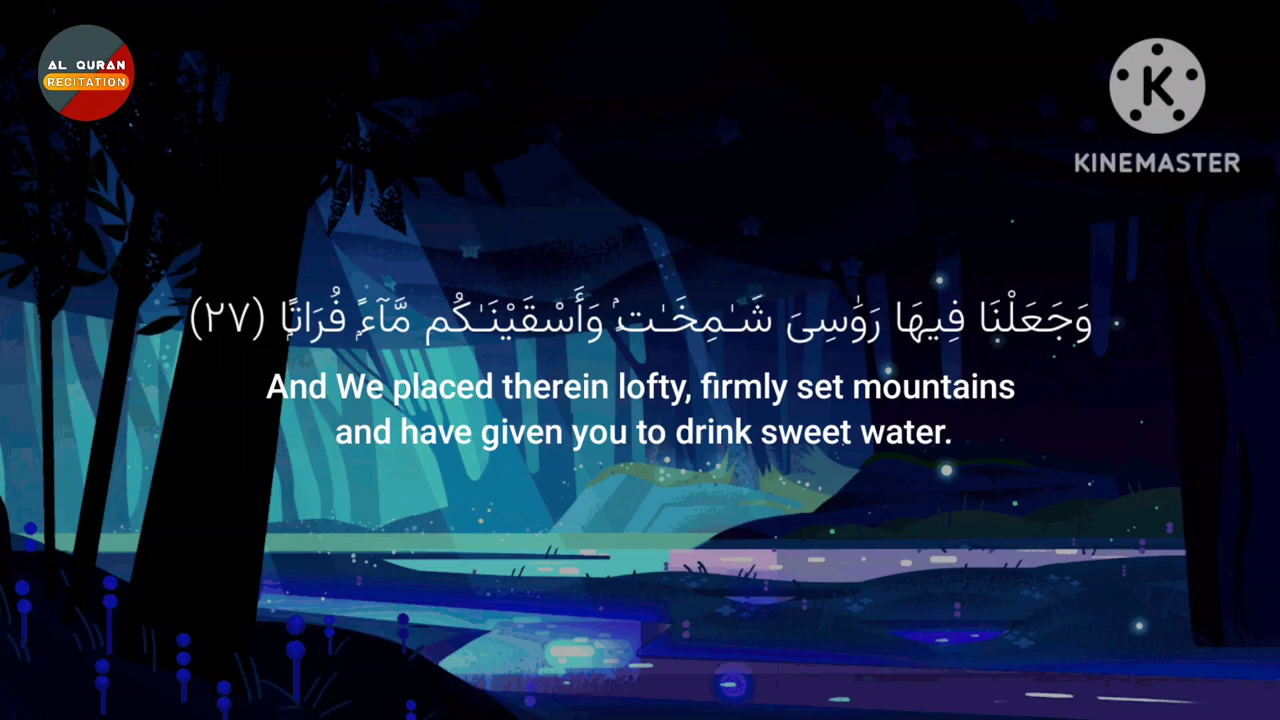 AL QURAN
RECITATION
K
KINEMASTER
وَجَعَلْنَا فِيهَا رَوَٰسِىَ شَـٰمِخَـٰتٍۢ وَأَسْقَيْنَـٰكُم مَّآءًۭ فُرَاتًۭا (٢٧)
And We placed therein lofty, firmly set mountains
and have given you to drink sweet water.